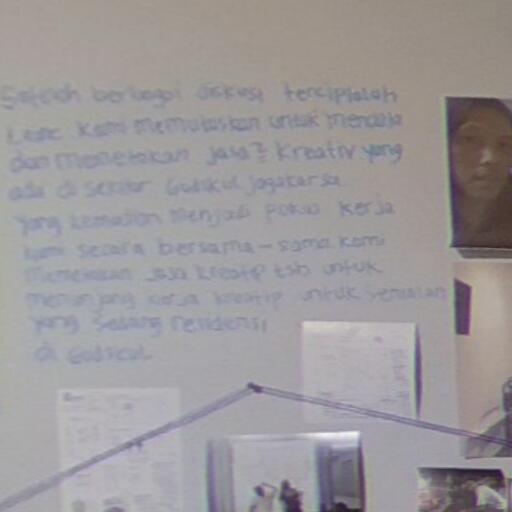 Setelah berbagai diskusi terciptalah
kami memutuskan untuk mendata
dan memetakan jasa² kreativ yang
ada di sekitar Gudskul Jagakarsa
yang kemudian menjadi fokus kerja
kami secara bersama-sama. kami
memetakan jasa kreatif tsb untuk
menunjang kerja kreatif untuk seniman
yang sedang residensi
di Gudskul